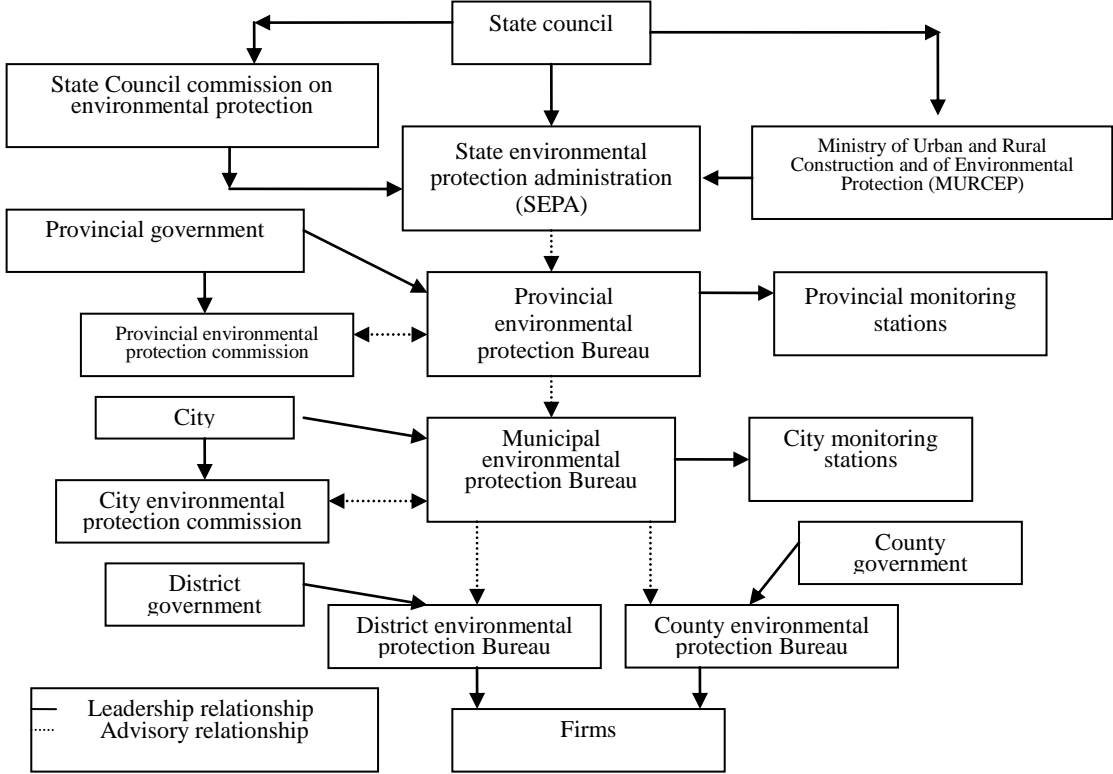 State council
State Council commission on
environmental protection
State environmental
protection administration
(SEPA)
Ministry of Urban and Rural
Construction and of Environmental
Protection (MURCEP)
Provincial government
Provincial
environmental
protection Bureau
Provincial monitoring
stations
Provincial environmental
protection commission
City
Municipal
environmental
protection Bureau
City monitoring
stations
City environmental
protection commission
County
government
District
government
District environmental
protection Bureau
County environmental
protection Bureau
Leadership relationship
Advisory relationship
Firms